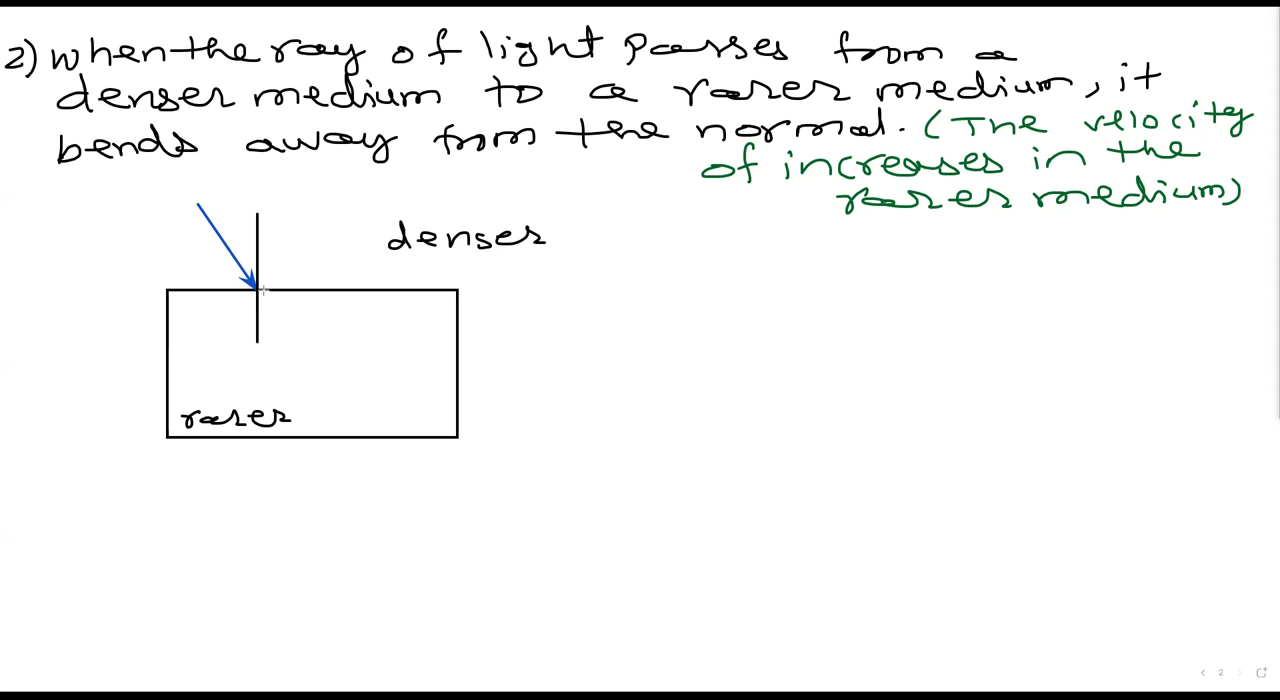 2) when the ray of light passes from a
denser medium to a rarer medium, it
bends away from the normal. (The velocity
of increases in the
rarer medium)
denser
rarer
2